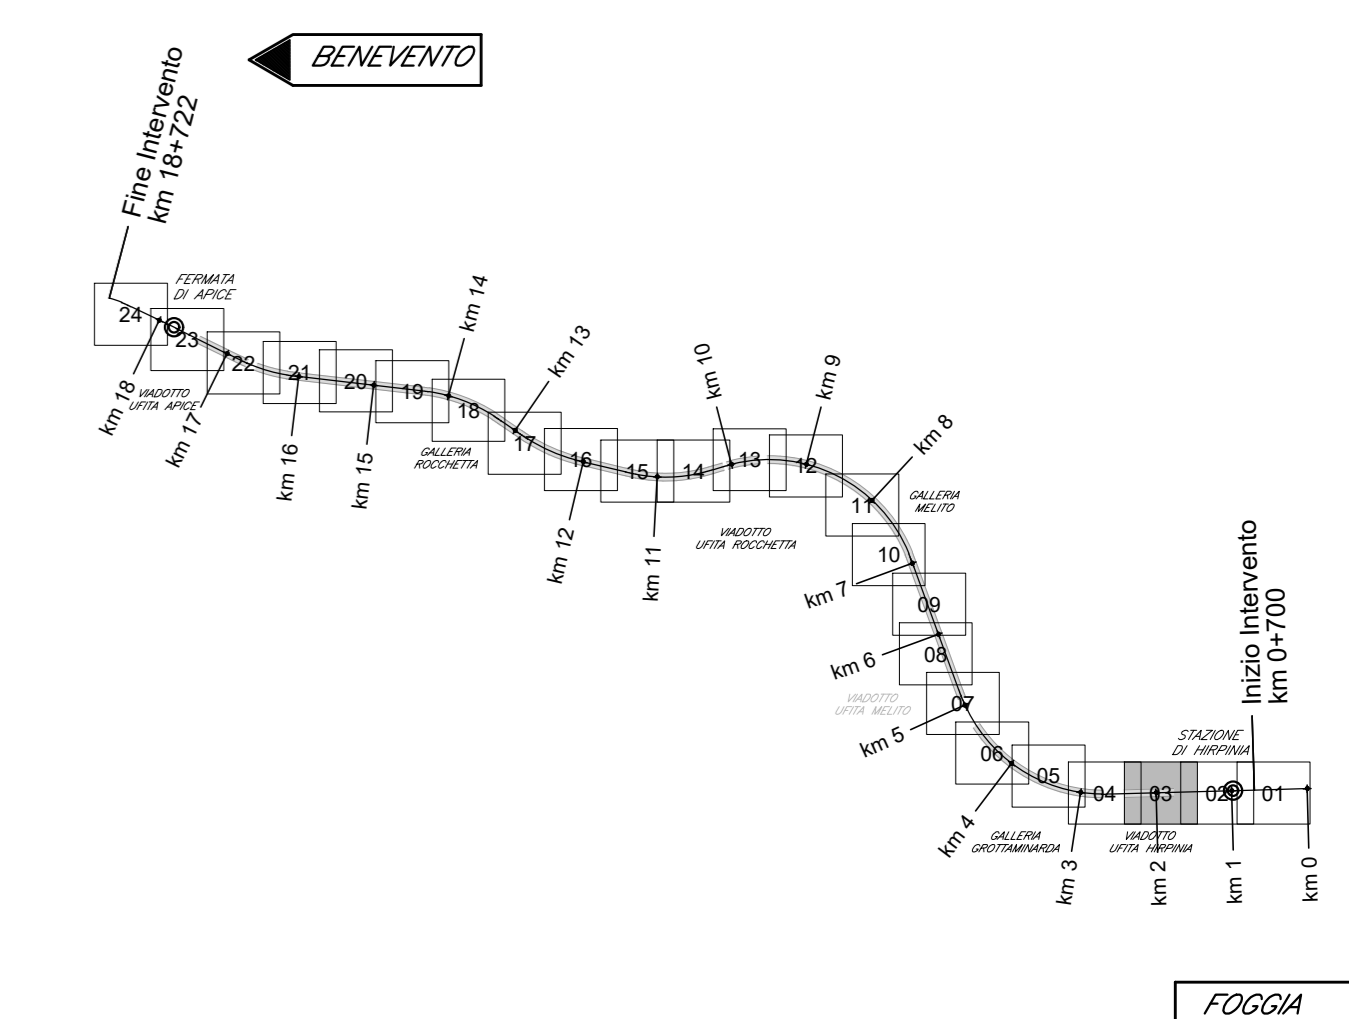 BENEVENTO
Fine Intervento
km 18+722
FERMATA
DI APICE
24
23
22
21
20
19
18
17
16
15
14
13
12
11
10
09
08
07
06
05
04
03
02
01
km 18
VIADOTTO
UFITA APICE
km 17
km 16
km 15
km 14
GALLERIA
ROCCHETTA
km 13
km 12
km 11
km 10
VIADOTTO
UFITA ROCCHETTA
km 9
km 8
GALLERIA
MELITO
km 7
km 6
VIADOTTO
UFITA MELITO
km 5
km 4
GALLERIA
GROTTAMINARDA
km 3
VIADOTTO
UFITA HIRPINIA
km 2
STAZIONE
DI HIRPINIA
km 1
Inizio Intervento
km 0+700
km 0
FOGGIA